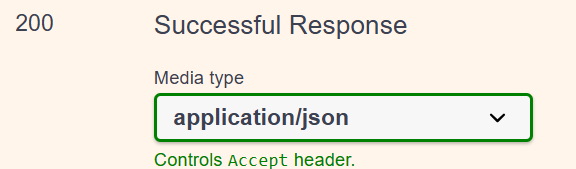 200 Successful Response
Media type
application/json
Controls Accept header.